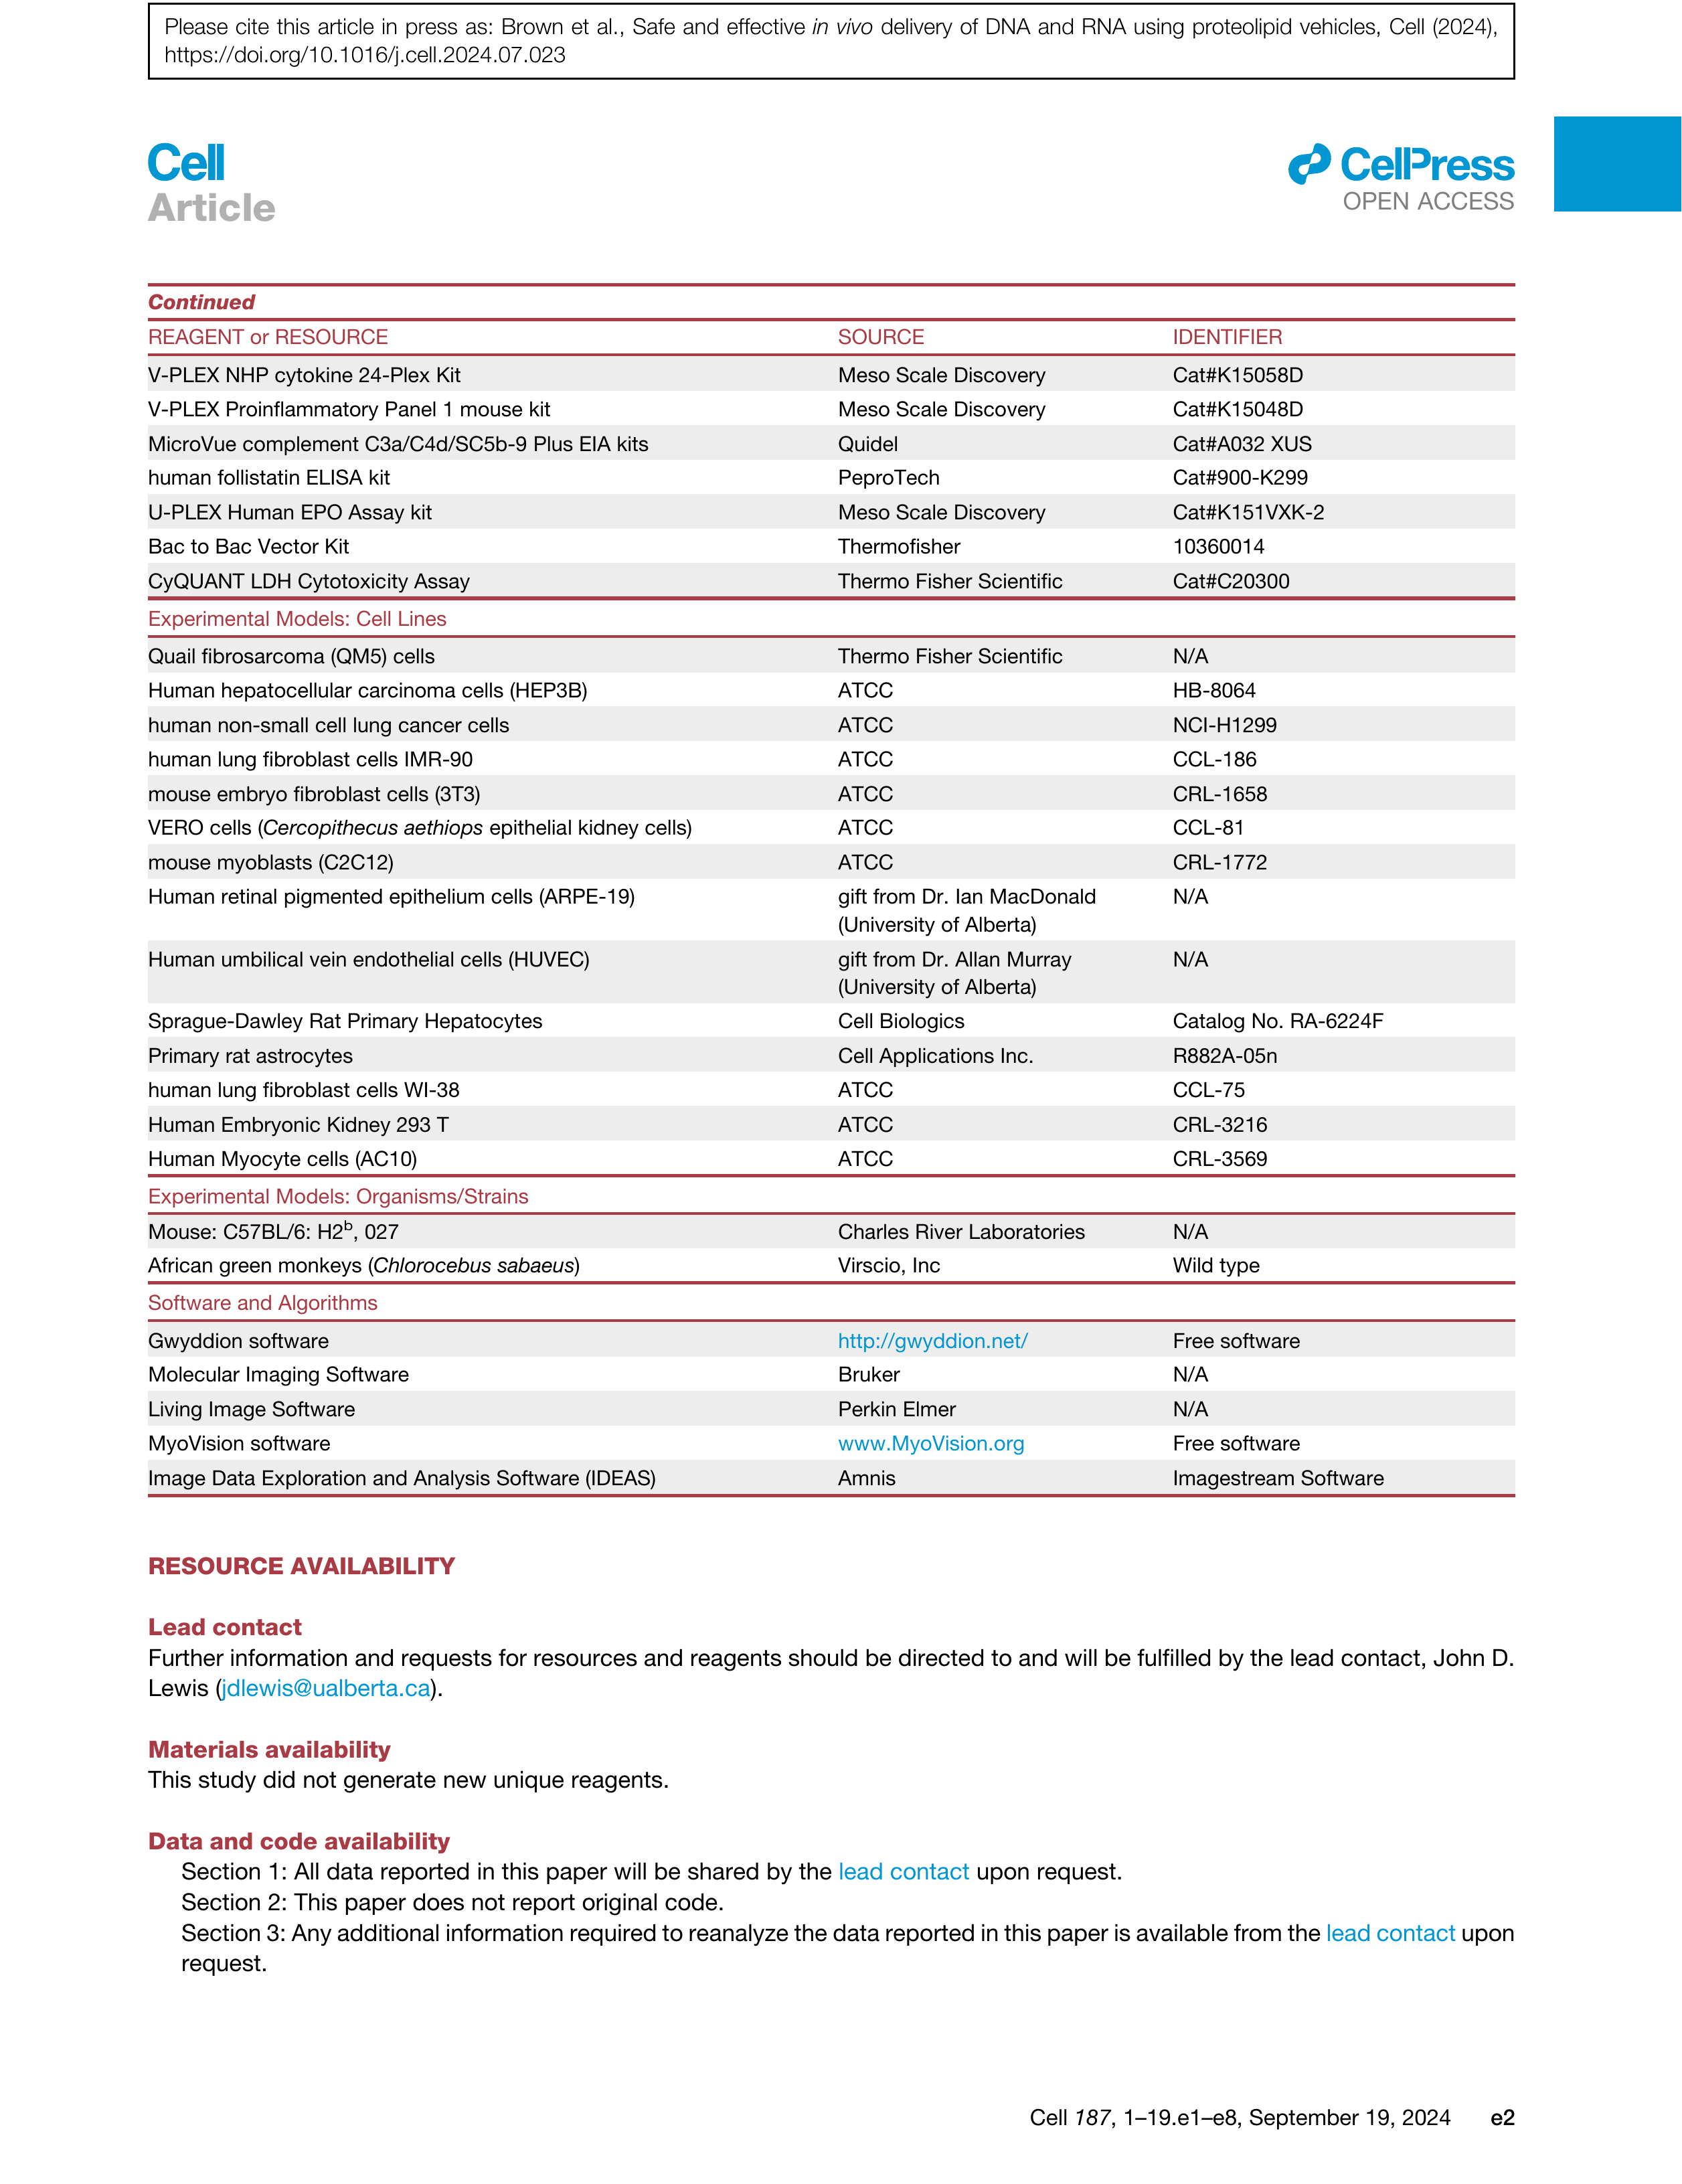 Please cite this article in press as: Brown et al., Safe and effective in vivo delivery of DNA and RNA using proteolipid vehicles, Cell (2024),
https://doi.org/10.1016/j.cell.2024.07.023
Cell
Article
CellPress
OPEN ACCESS
Continued
REAGENT or RESOURCE SOURCE IDENTIFIER
V-PLEX NHP cytokine 24-Plex Kit Meso Scale Discovery Cat#K15058D
V-PLEX Proinflammatory Panel 1 mouse kit Meso Scale Discovery Cat#K15048D
MicroVue complement C3a/C4d/SC5b-9 Plus EIA kits Quidel Cat#A032 XUS
human follistatin ELISA kit PeproTech Cat#900-K299
U-PLEX Human EPO Assay kit Meso Scale Discovery Cat#K151VXK-2
Bac to Bac Vector Kit Thermofisher 10360014
CyQUANT LDH Cytotoxicity Assay Thermo Fisher Scientific Cat#C20300
Experimental Models: Cell Lines
Quail fibrosarcoma (QM5) cells Thermo Fisher Scientific N/A
Human hepatocellular carcinoma cells (HEP3B) ATCC HB-8064
human non-small cell lung cancer cells ATCC NCI-H1299
human lung fibroblast cells IMR-90 ATCC CCL-186
mouse embryo fibroblast cells (3T3) ATCC CRL-1658
VERO cells (Cercopithecus aethiops epithelial kidney cells) ATCC CCL-81
mouse myoblasts (C2C12) ATCC CRL-1772
Human retinal pigmented epithelium cells (ARPE-19) gift from Dr. Ian MacDonald N/A
(University of Alberta)
Human umbilical vein endothelial cells (HUVEC) gift from Dr. Allan Murray N/A
(University of Alberta)
Sprague-Dawley Rat Primary Hepatocytes Cell Biologics Catalog No. RA-6224F
Primary rat astrocytes Cell Applications Inc. R882A-05n
human lung fibroblast cells WI-38 ATCC CCL-75
Human Embryonic Kidney 293 T ATCC CRL-3216
Human Myocyte cells (AC10) ATCC CRL-3569
Experimental Models: Organisms/Strains
Mouse: C57BL/6: H2b, 027 Charles River Laboratories N/A
African green monkeys (Chlorocebus sabaeus) Virscio, Inc Wild type
Software and Algorithms
Gwyddion software http://gwyddion.net/ Free software
Molecular Imaging Software Bruker N/A
Living Image Software Perkin Elmer N/A
MyoVision software www.MyoVision.org Free software
Image Data Exploration and Analysis Software (IDEAS) Amnis Imagestream Software
RESOURCE AVAILABILITY
Lead contact
Further information and requests for resources and reagents should be directed to and will be fulfilled by the lead contact, John D.
Lewis (jdlewis@ualberta.ca).
Materials availability
This study did not generate new unique reagents.
Data and code availability
Section 1: All data reported in this paper will be shared by the lead contact upon request.
Section 2: This paper does not report original code.
Section 3: Any additional information required to reanalyze the data reported in this paper is available from the lead contact upon
request.
Cell 187, 1–19.e1–e8, September 19, 2024 e2